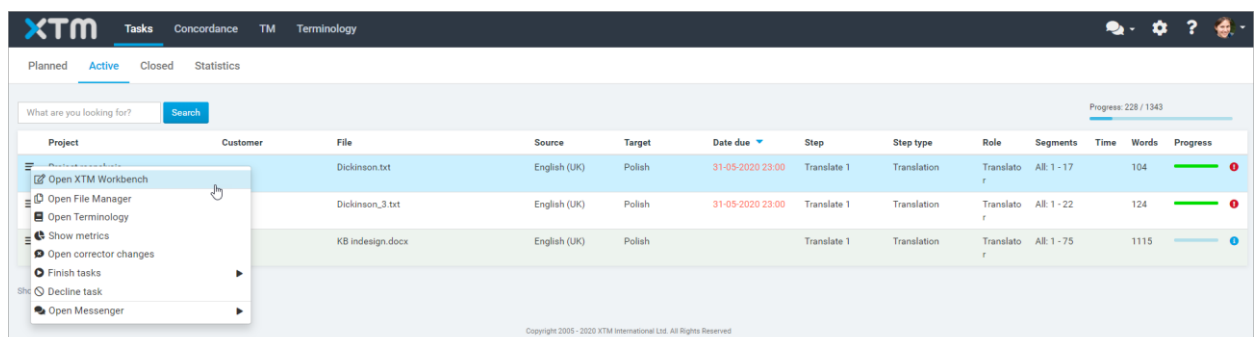 XTM Tasks Concordance TM Terminology ?
Planned Active Closed Statistics
What are you looking for? Search Progress: 228 / 1343
Project Customer File Source Target Date due Step Step type Role Segments Time Words Progress
Dickinson.txt English (UK) Polish 31-05-2020 23:00 Translate 1 Translation Translato All: 1 - 17 104
r
Open XTM Workbench
Open File Manager Dickinson_3.txt English (UK) Polish 31-05-2020 23:00 Translate 1 Translation Translato All: 1 - 22 124
r
Open Terminology
Show metrics KB indesign.docx English (UK) Polish Translate 1 Translation Translato All: 1 - 75 1115
r
Open corrector changes
Finish tasks
Decline task
Open Messenger
Copyright 2005 - 2020 XTM International Ltd. All Rights Reserved